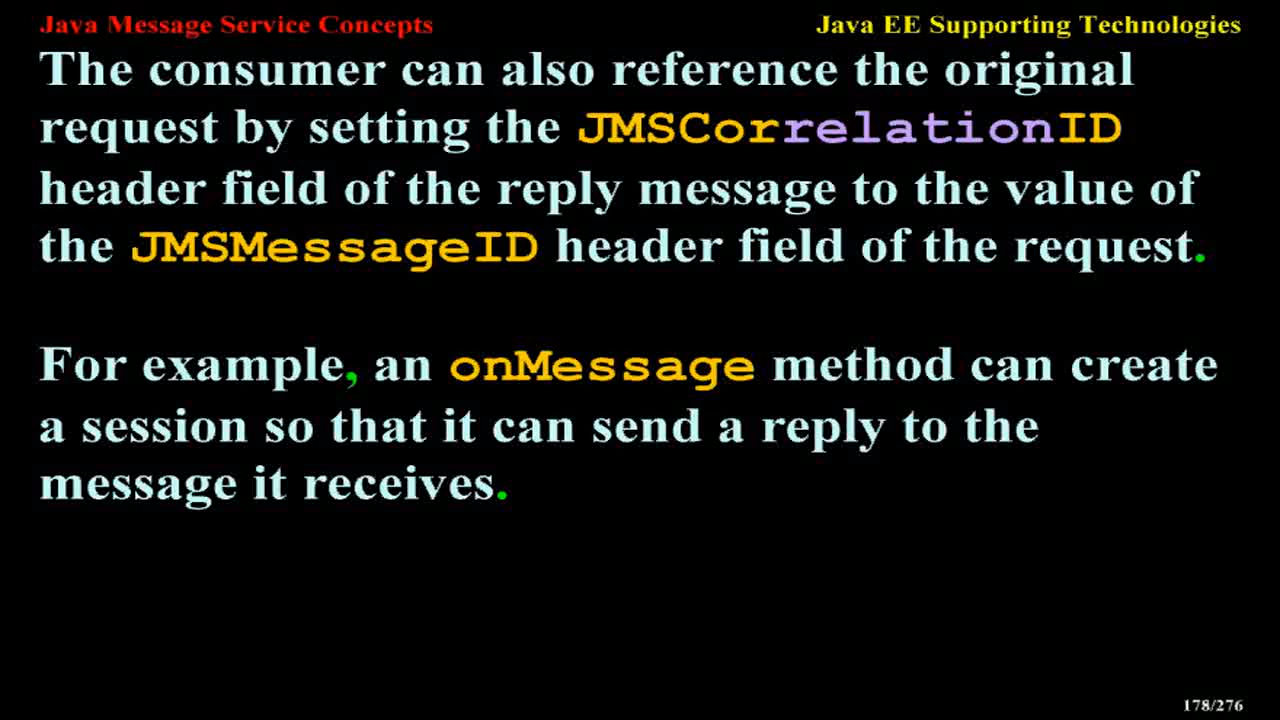 Java Message Service Concepts
Java EE Supporting Technologies
The consumer can also reference the original
request by setting the JMSCorrelationID
header field of the reply message to the value of
the JMSMessageID header field of the request.
For example, an onMessage method can create
a session so that it can send a reply to the
message it receives.
178/276